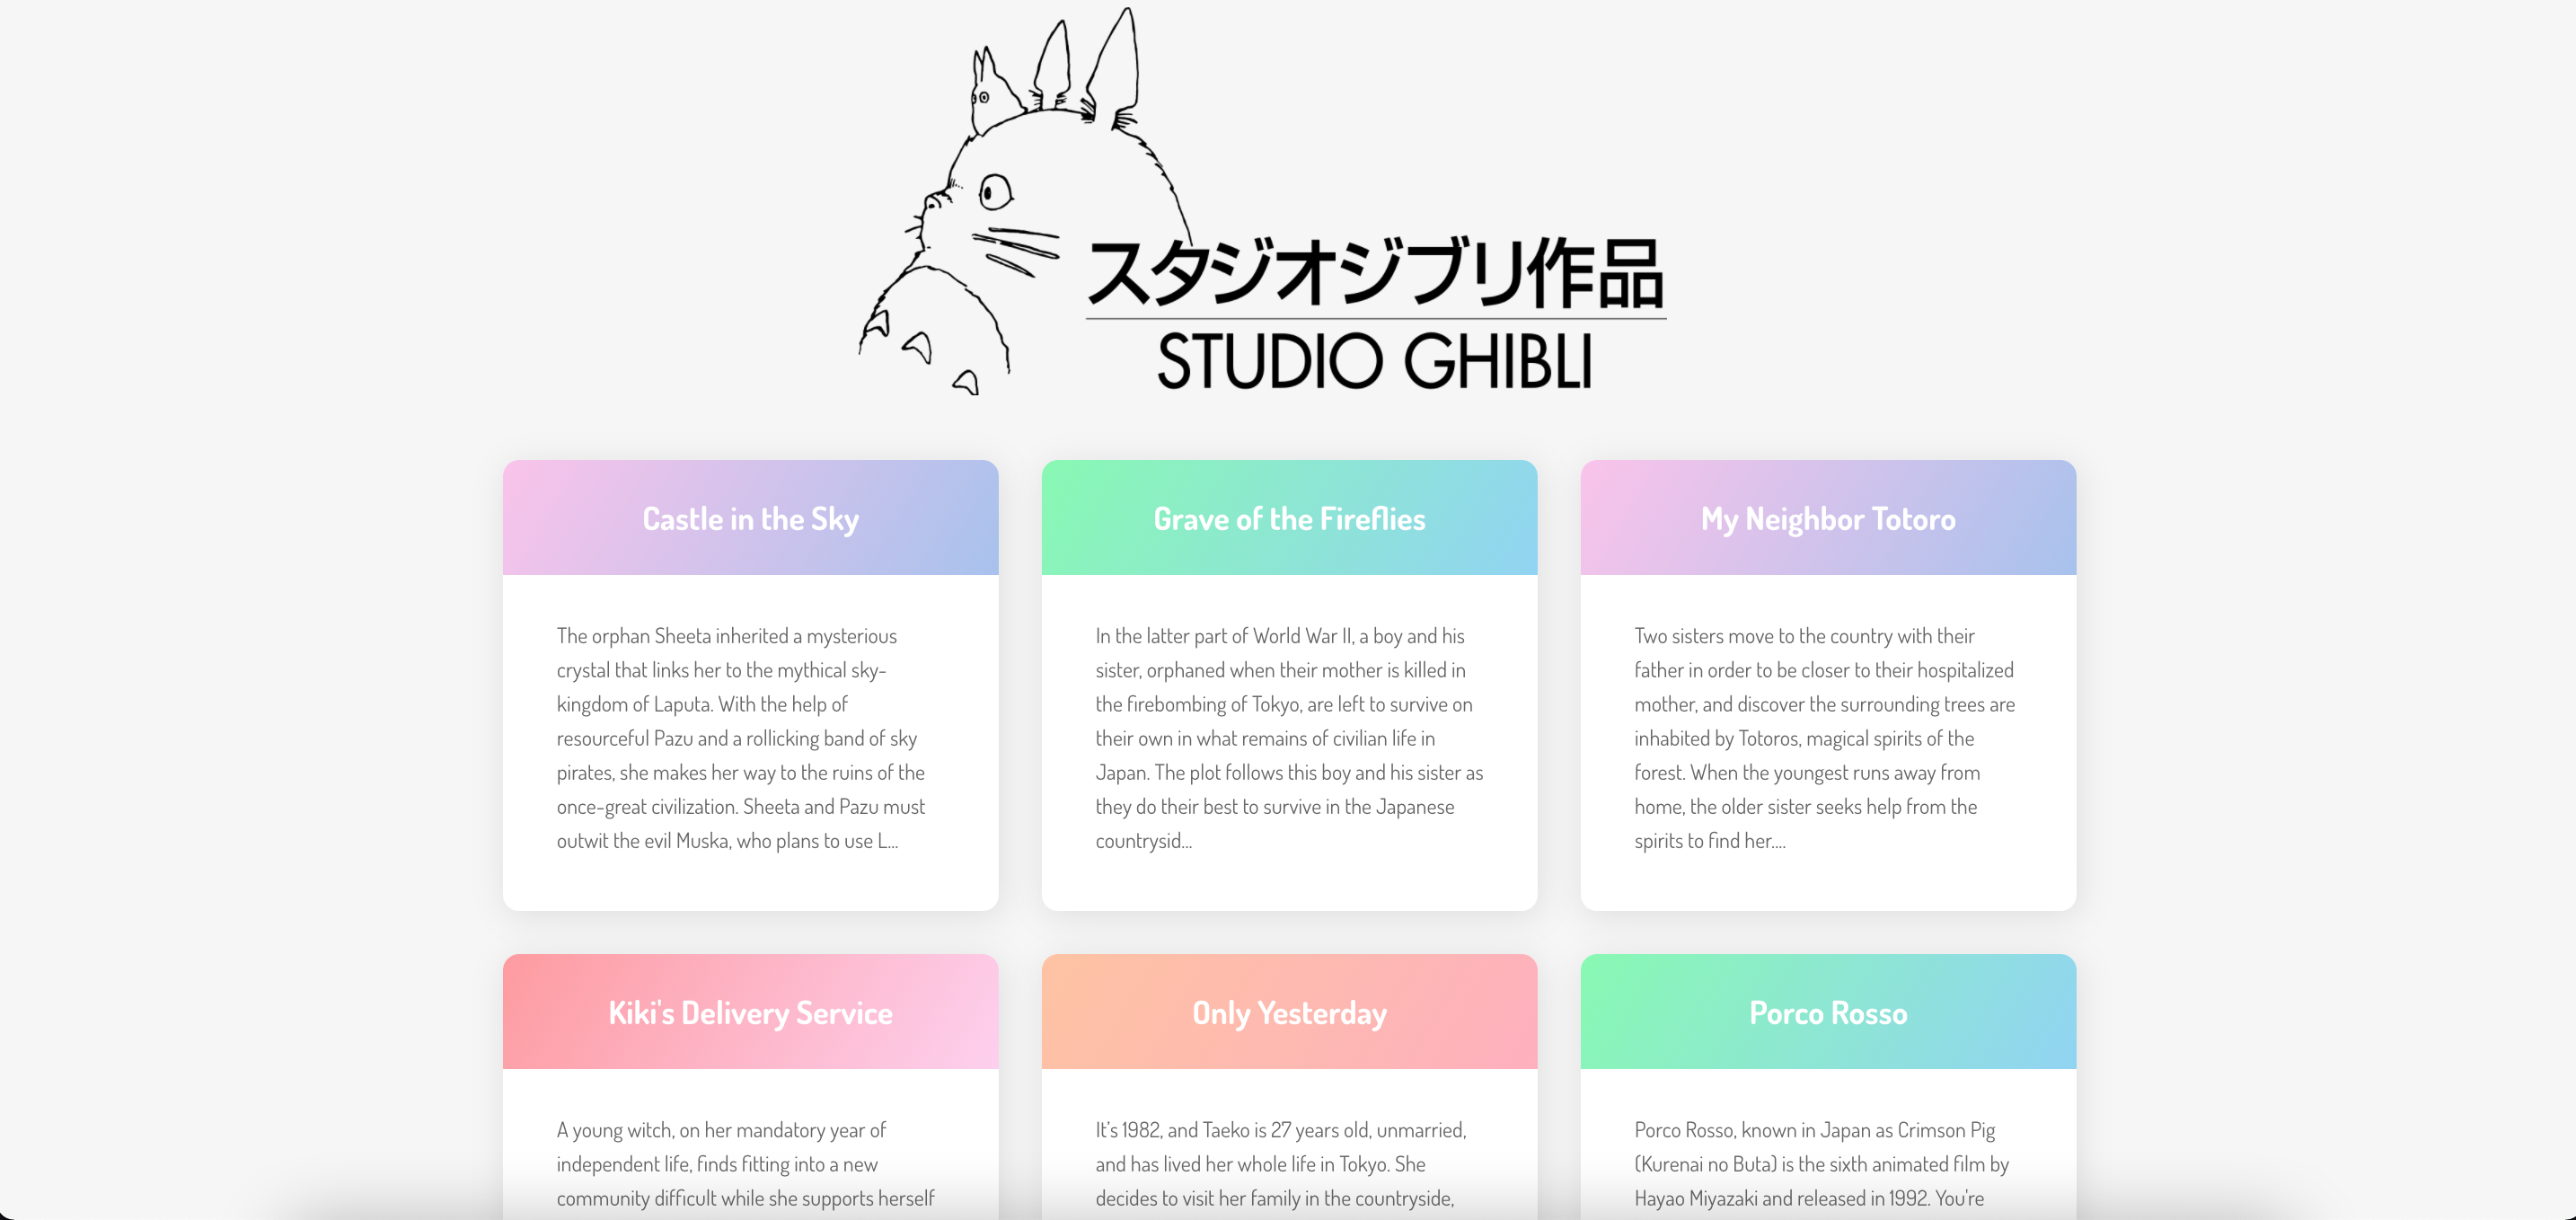 スタジオジブリ作品
STUDIO GHIBLI
Castle in the Sky
The orphan Sheeta inherited a mysterious
crystal that links her to the mythical sky-
kingdom of Laputa. With the help of
resourceful Pazu and a rollicking band of sky
pirates, she makes her way to the ruins of the
once-great civilization. Sheeta and Pazu must
outwit the evil Muska, who plans to use L...
Grave of the Fireflies
In the latter part of World War II, a boy and his
sister, orphaned when their mother is killed in
the firebombing of Tokyo, are left to survive on
their own in what remains of civilian life in
Japan. The plot follows this boy and his sister as
they do their best to survive in the Japanese
countrysid...
My Neighbor Totoro
Two sisters move to the country with their
father in order to be closer to their hospitalized
mother, and discover the surrounding trees are
inhabited by Totoros, magical spirits of the
forest. When the youngest runs away from
home, the older sister seeks help from the
spirits to find her....
Kiki's Delivery Service
A young witch, on her mandatory year of
independent life, finds fitting into a new
community difficult while she supports herself
Only Yesterday
It’s 1982, and Taeko is 27 years old, unmarried,
and has lived her whole life in Tokyo. She
decides to visit her family in the countryside,
Porco Rosso
Porco Rosso, known in Japan as Crimson Pig
(Kurenai no Buta) is the sixth animated film by
Hayao Miyazaki and released in 1992. You're